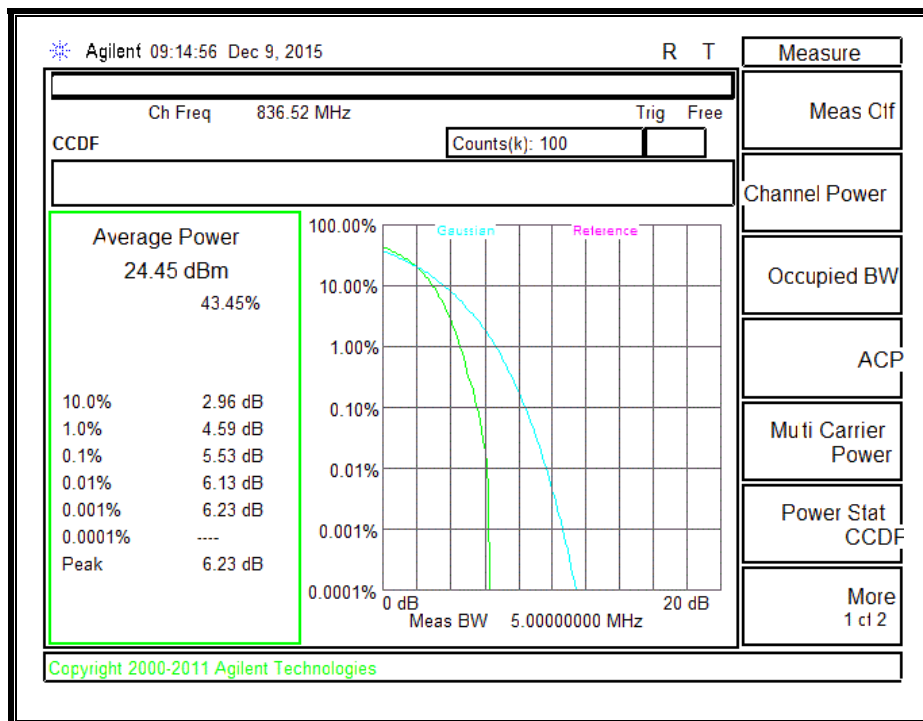 Agilent 09:14:56 Dec 9, 2015 R T
Ch Freq 836.52 MHz Trig Free
CCDF Counts(k): 100
Average Power
24.45 dBm
43.45%
10.0% 2.96 dB
1.0% 4.59 dB
0.1% 5.53 dB
0.01% 6.13 dB
0.001% 6.23 dB
0.0001% ----
Peak 6.23 dB
Gaussian Reference
100.00%
10.00%
1.00%
0.10%
0.01%
0.001%
0.0001%
0 dB 20 dB
Meas BW 5.00000000 MHz
Measure
Meas Off
Channel Power
Occupied BW
ACP
Multi Carrier
Power
Power Stat
CCDF
More
1 of 2
Copyright 2000-2011 Agilent Technologies